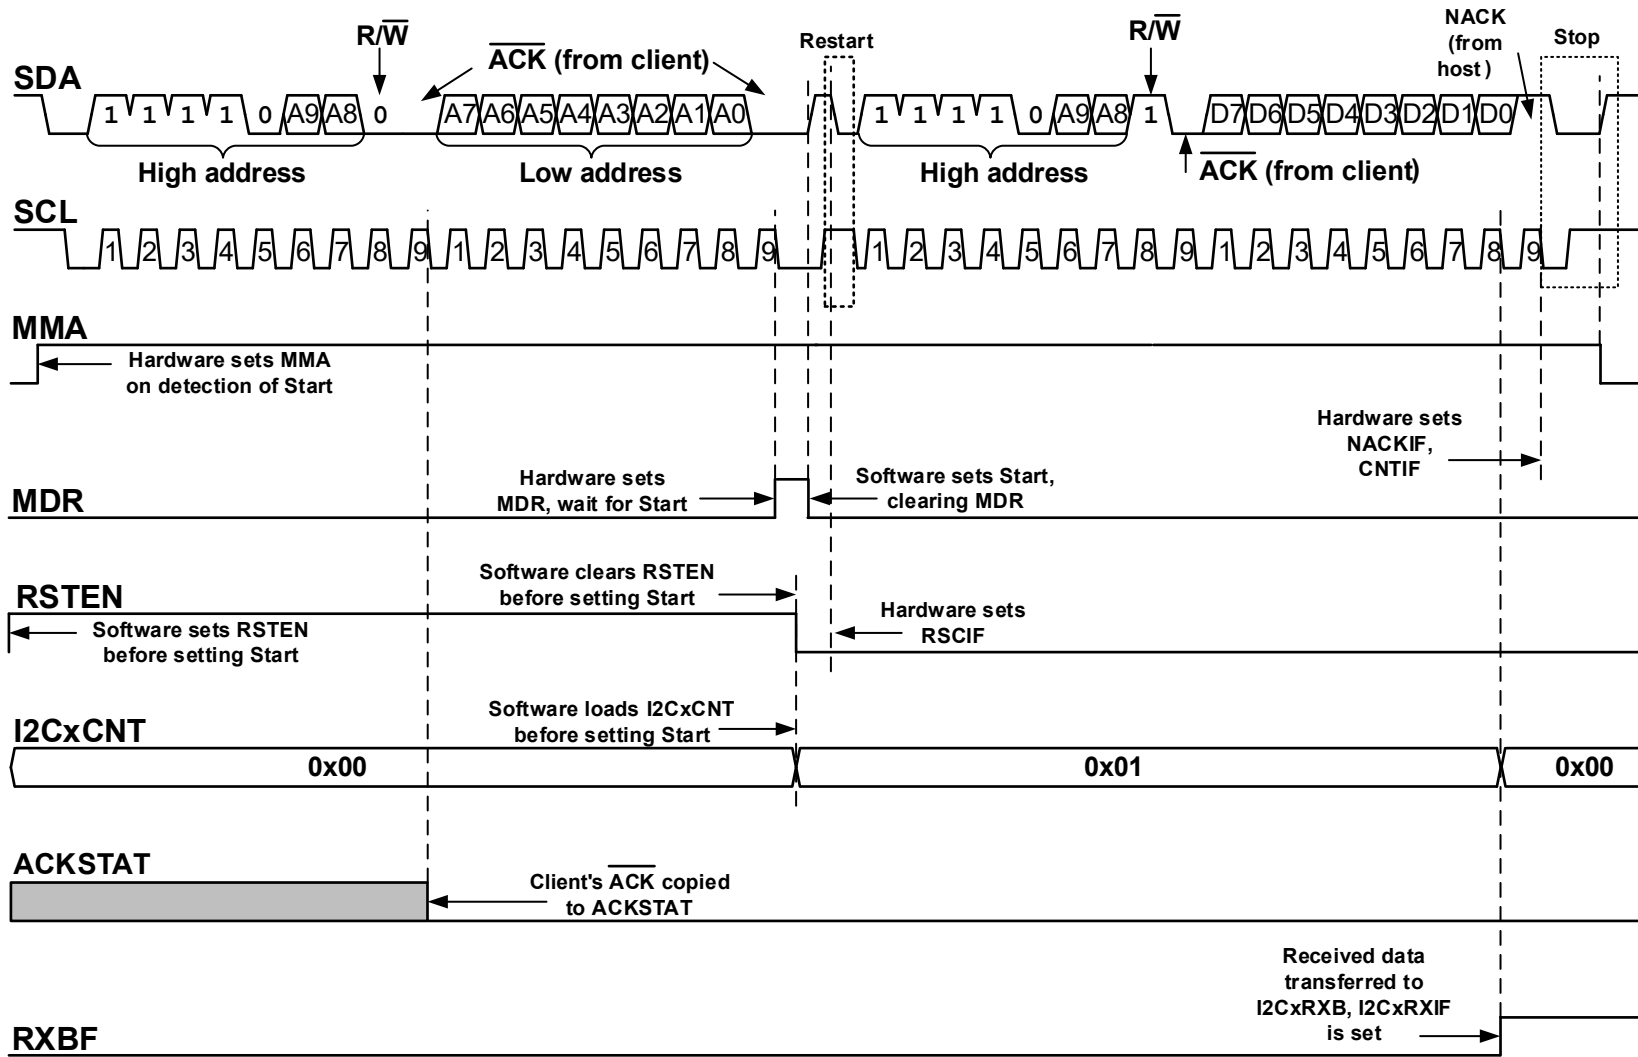 R/W
ACK (from client)
Restart
R/W
NACK
(from
host )
Stop
SDA
1 1 1 1 0 A9 A8 0 A7 A6 A5 A4 A3 A2 A1 A0 1 1 1 1 0 A9 A8 1 D7 D6 D5 D4 D3 D2 D1 D0
High address
Low address
High address
ACK (from client)
SCL
1 2 3 4 5 6 7 8 9 1 2 3 4 5 6 7 8 9 1 2 3 4 5 6 7 8 9 1 2 3 4 5 6 7 8 9
MMA
Hardware sets MMA
on detection of Start
Hardware sets
NACKIF,
CNTIF
MDR
Hardware sets
MDR, wait for Start
Software sets Start,
clearing MDR
RSTEN
Software sets RSTEN
before setting Start
Software clears RSTEN
before setting Start
Hardware sets
RSCIF
I2CxCNT
Software loads I2CxCNT
before setting Start
0x00 0x01 0x00
ACKSTAT
Client's ACK copied
to ACKSTAT
Received data
transferred to
I2CxRXB, I2CxRXIF
is set
RXBF